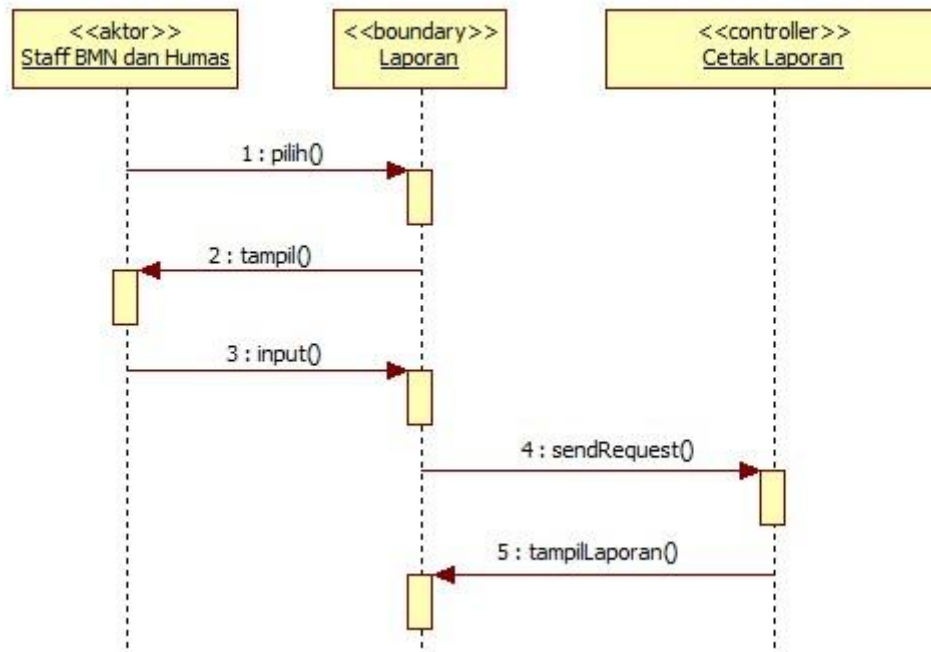 <<aktor>>
Staff BMN dan Humas
<<boundary>>
Laporan
<<controller>>
Cetak Laporan
1 : pilih()
2 : tampil()
3 : input()
4 : sendRequest()
5 : tampilLaporan()